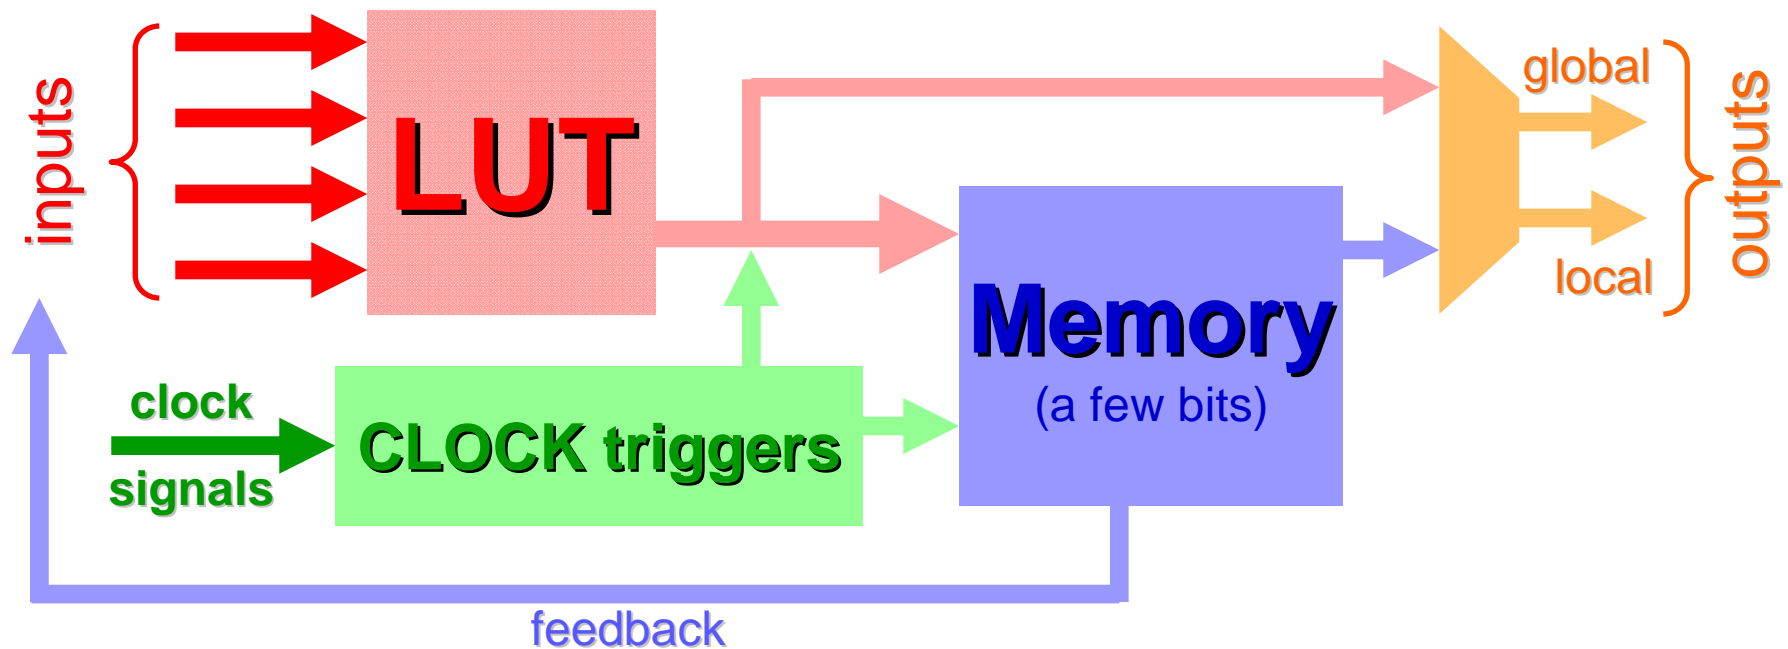 inputs
LUT
global
local
outputs
Memory
(a few bits)
clock
signals
CLOCK triggers
feedback